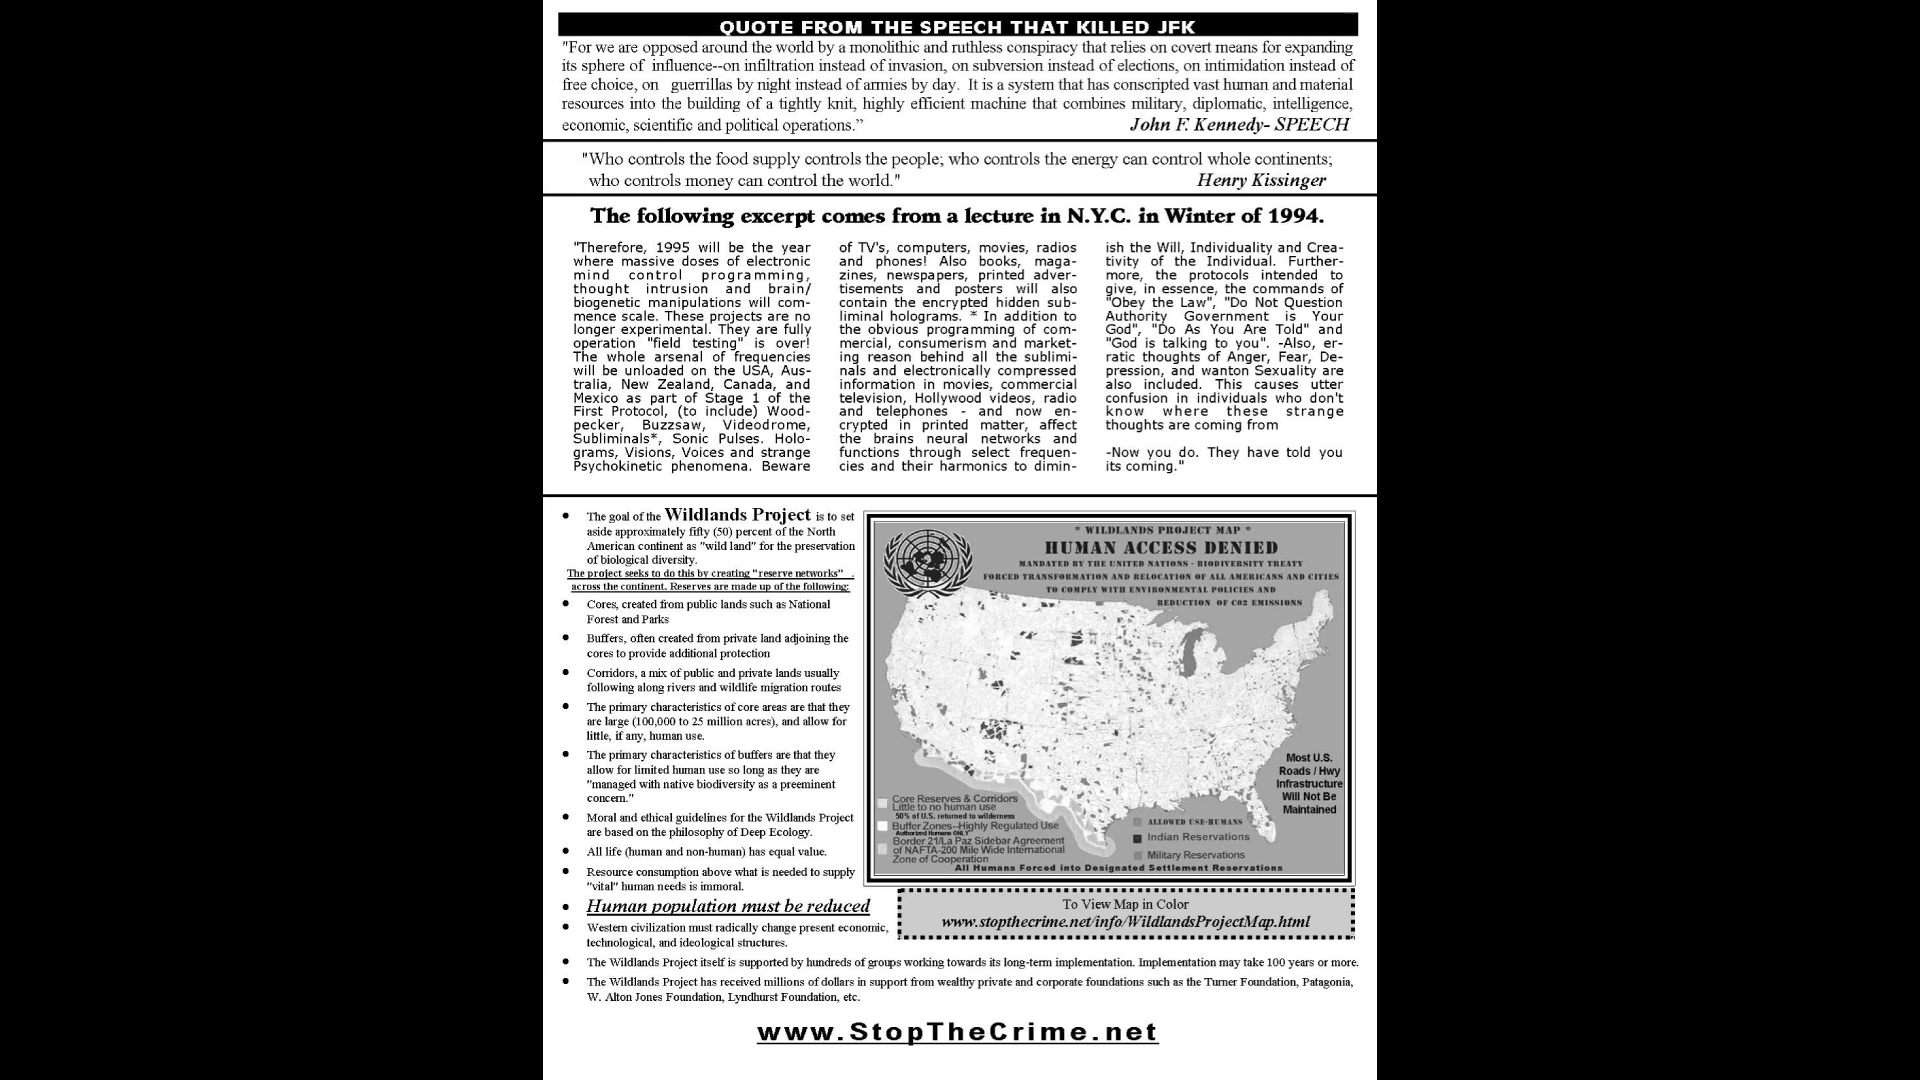 QUOTE FROM THE SPEECH THAT KILLED JFK
"For we are opposed around the world by a monolithic and ruthless conspiracy that relies on covert means for expanding
its sphere of influence--on infiltration instead of invasion, on subversion instead of elections, on intimidation instead of
free choice, on guerrillas by night instead of armies by day. It is a system that has conscripted vast human and material
resources into the building of a tightly knit, highly efficient machine that combines military, diplomatic, intelligence,
economic, scientific and political operations.”
John F. Kennedy- SPEECH
"Who controls the food supply controls the people; who controls the energy can control whole continents;
who controls money can control the world."
Henry Kissinger
The following excerpt comes from a lecture in N.Y.C. in Winter of 1994.
"Therefore, 1995 will be the year
where massive doses of electronic
mind control programming,
thought intrusion and brain/
biogenetic manipulations will com-
mence scale. These projects are no
longer experimental. They are fully
operation "field testing" is over!
The whole arsenal of frequencies
will be unloaded on the USA, Aus-
tralia, New Zealand, Canada, and
Mexico as part of Stage 1 of the
First Protocol, (to include) Wood-
pecker, Buzzsaw, Videodrome,
Subliminals*, Sonic Pulses. Holo-
grams, Visions, Voices and strange
Psychokinetic phenomena. Beware
of TV's, computers, movies, radios
and phones! Also books, maga-
zines, newspapers, printed adver-
tisements and posters will also
contain the encrypted hidden sub-
liminal holograms. * In addition to
the obvious programming of com-
mercial, consumerism and market-
ing reason behind all the sublimi-
nals and electronically compressed
information in movies, commercial
television, Hollywood videos, radio
and telephones - and now en-
crypted in printed matter, affect
the brains neural networks and
functions through select frequen-
cies and their harmonics to dimin-
ish the Will, Individuality and Crea-
tivity of the Individual. Further-
more, the protocols intended to
give, in essence, the commands of
"Obey the Law", "Do Not Question
Authority Government is Your
God", "Do As You Are Told" and
"God is talking to you". -Also, er-
ratic thoughts of Anger, Fear, De-
pression, and wanton Sexuality are
also included. This causes utter
confusion in individuals who don't
know where these strange
thoughts are coming from
-Now you do. They have told you
its coming."
The goal of the Wildlands Project is to set
aside approximately fifty (50) percent of the North
American continent as "wild land" for the preservation
of biological diversity.
The project seeks to do this by creating "reserve networks" .
across the continent. Reserves are made up of the following:
Cores, created from public lands such as National
Forest and Parks
Buffers, often created from private land adjoining the
cores to provide additional protection
Corridors, a mix of public and private lands usually
following along rivers and wildlife migration routes
The primary characteristics of core areas are that they
are large (100,000 to 25 million acres), and allow for
little, if any, human use.
The primary characteristics of buffers are that they
allow for limited human use so long as they are
"managed with native biodiversity as a preeminent
concern."
Moral and ethical guidelines for the Wildlands Project
are based on the philosophy of Deep Ecology.
All life (human and non-human) has equal value.
Resource consumption above what is needed to supply
"vital" human needs is immoral.
Human population must be reduced
Western civilization must radically change present economic,
technological, and ideological structures.
The Wildlands Project itself is supported by hundreds of groups working towards its long-term implementation. Implementation may take 100 years or more.
The Wildlands Project has received millions of dollars in support from wealthy private and corporate foundations such as the Turner Foundation, Patagonia,
W. Alton Jones Foundation, Lyndhurst Foundation, etc.
" WILDLANDS PROJECT MAP "
HUMAN ACCESS DENIED
MANDATED BY THE UNITED NATIONS - BIODIVERSITY TREATY
FORCED TRANSFORMATION AND RELOCATION OF ALL AMERICANS AND CITIES
TO COMPLY WITH ENVIRONMENTAL POLICIES AND
REDUCTION OF CO2 EMISSIONS
Most U.S.
Roads / Hwy
Infrastructure
Will Not Be
Maintained
Core Reserves & Corridors
Little to no human use
50% of U.S. returned to wilderness
Buffer Zones--Highly Regulated Use
Authorized Humans ONLY
Border 21/La Paz Sidebar Agreement
of NAFTA-200 Mile Wide International
Zone of Cooperation
ALLOWED USE-HUMANS
Indian Reservations
Military Reservations
All Humans Forced into Designated Settlement Reservations
To View Map in Color
www.stopthecrime.net/info/WildlandsProjectMap.html
www.StopTheCrime.net